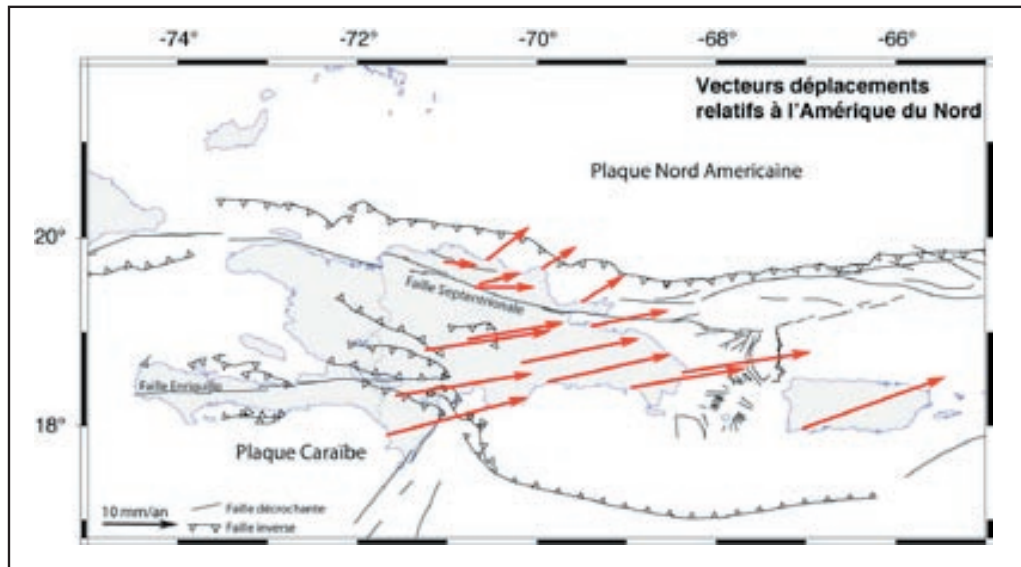 -74° -72° -70° -68° -66°
Vecteurs déplacements
relatifs à l'Amérique du Nord
Plaque Nord Americaine
20°
Faille Septentrionale
Faille Enriquillo
18°
Plaque Caraïbe
10 mm/an
Faille décrochante
Faille inverse